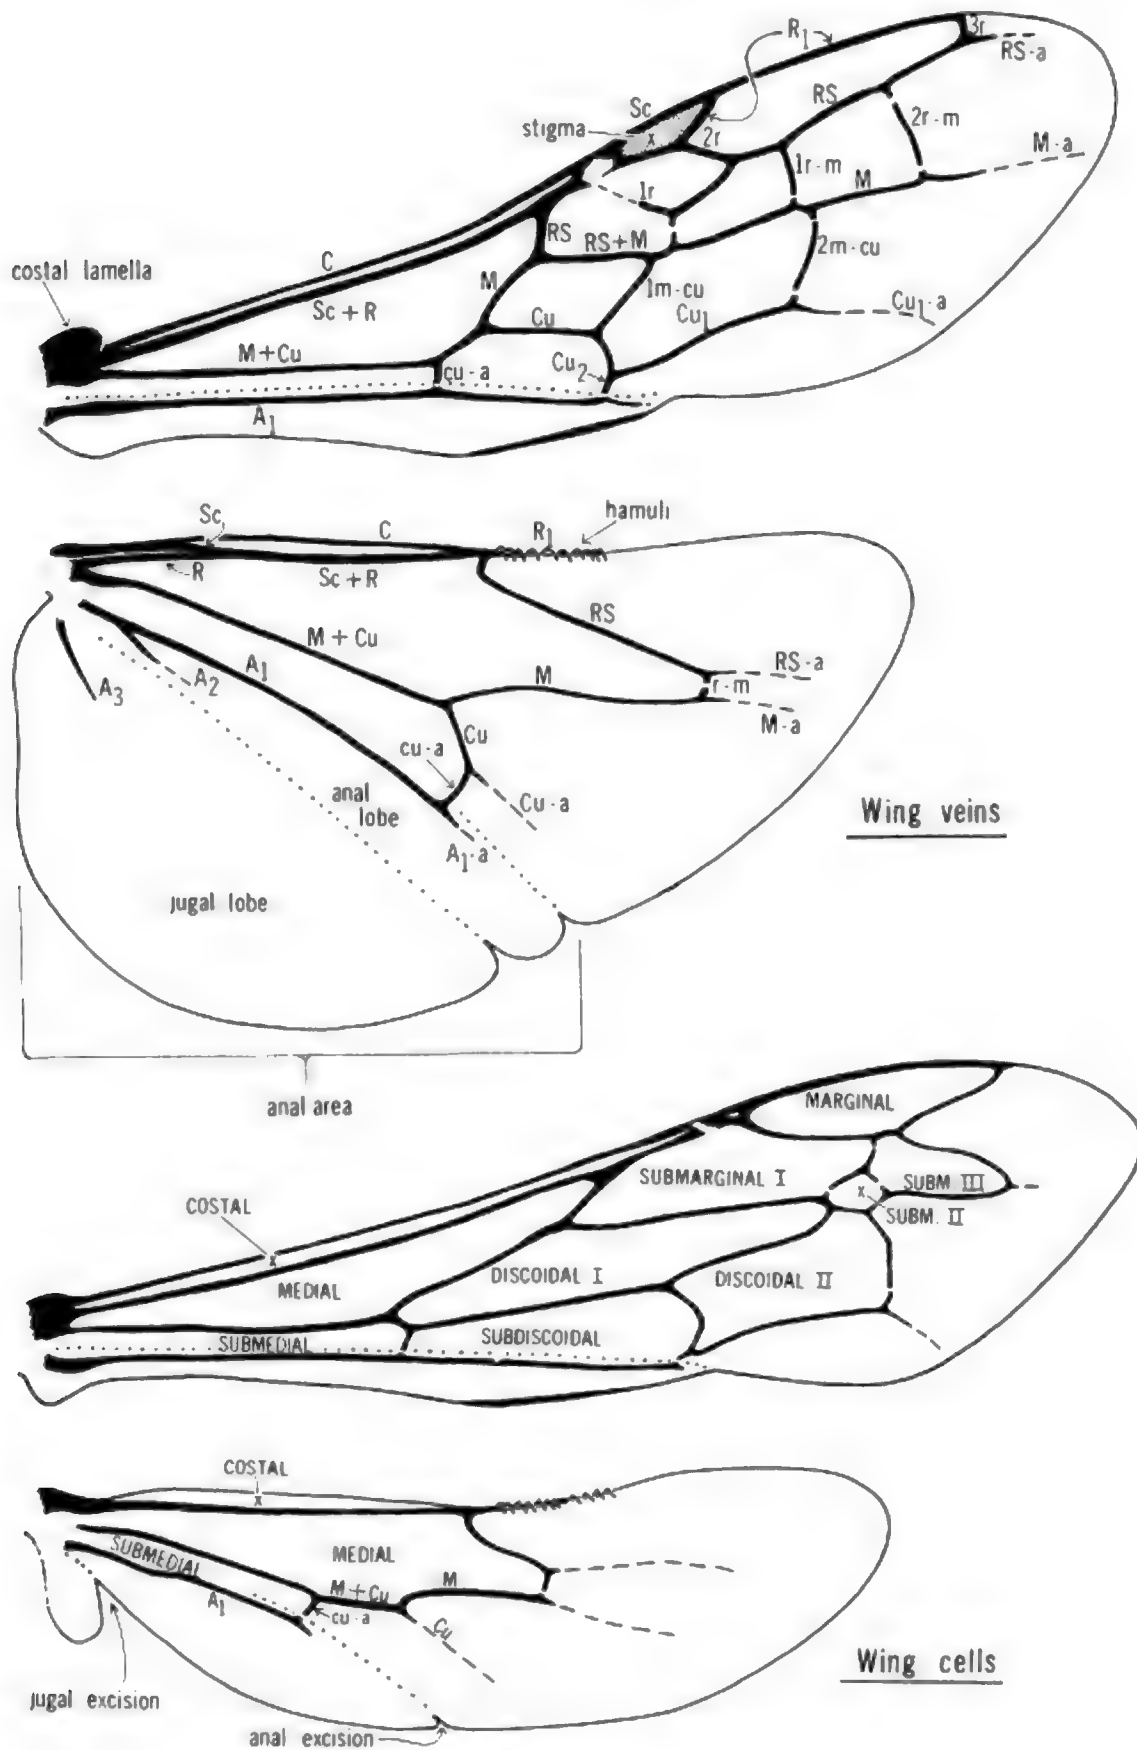 R1
3r
RS-a
Sc
RS
stigma
x
2r
2r-m
M-a
1r
1r-m
M
RS
RS+M
C
2m-cu
costal lamella
M
1m-cu
Sc + R
Cu
Cu1
Cu1-a
M+Cu
cu-a
Cu2
A1
Sc
C
R1
hamuli
R
Sc + R
RS
M + Cu
A1
RS-a
A2
M
r-m
A3
M-a
Cu
cu-a
Cu-a
anal
lobe
Wing veins
A1-a
jugal lobe
anal area
MARGINAL
SUBMARGINAL I
SUBM. III
COSTAL
x
SUBM. II
x
DISCOIDAL I
DISCOIDAL II
MEDIAL
SUBMEDIAL
SUBDISCOIDAL
COSTAL
x
SUBMEDIAL
MEDIAL
M+Cu
M
A1
cu-a
Cu
Wing cells
jugal excision
anal excision